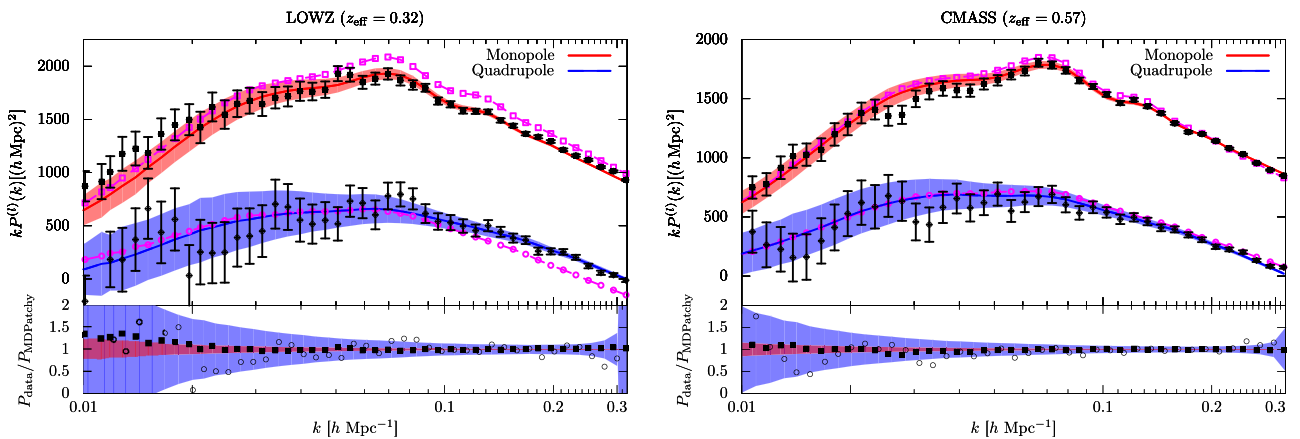 LOWZ (z_eff = 0.32)
Monopole
Quadrupole
kP^(l)(k)[(h Mpc)^2]
2000
1500
1000
500
0
P_data/P_MDPatchy
2
1.5
1
0.5
0
0.01
0.1
0.2
0.3
k [h Mpc^-1]
CMASS (z_eff = 0.57)
Monopole
Quadrupole
kP^(l)(k)[(h Mpc)^2]
2000
1500
1000
500
0
P_data/P_MDPatchy
2
1.5
1
0.5
0
0.01
0.1
0.2
0.3
k [h Mpc^-1]